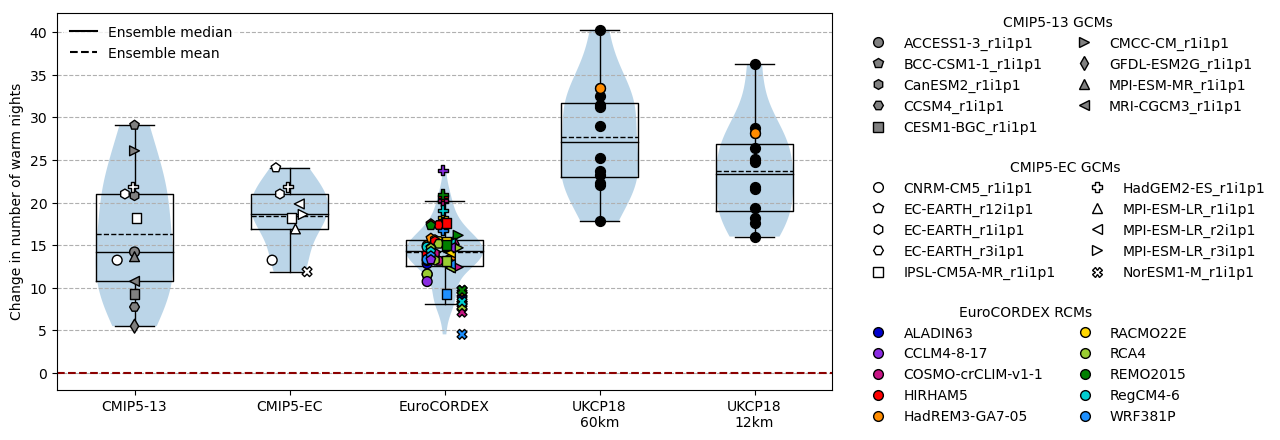 Change in number of warm nights
40
35
30
25
20
15
10
5
0
Ensemble median
Ensemble mean
CMIP5-13
CMIP5-EC
EuroCORDEX
UKCP18
60km
UKCP18
12km
CMIP5-13 GCMs
ACCESS1-3_r1i1p1
BCC-CSM1-1_r1i1p1
CanESM2_r1i1p1
CCSM4_r1i1p1
CESM1-BGC_r1i1p1
CMCC-CM_r1i1p1
GFDL-ESM2G_r1i1p1
MPI-ESM-MR_r1i1p1
MRI-CGCM3_r1i1p1
CMIP5-EC GCMs
CNRM-CM5_r1i1p1
EC-EARTH_r12i1p1
EC-EARTH_r1i1p1
EC-EARTH_r3i1p1
IPSL-CM5A-MR_r1i1p1
HadGEM2-ES_r1i1p1
MPI-ESM-LR_r1i1p1
MPI-ESM-LR_r2i1p1
MPI-ESM-LR_r3i1p1
NorESM1-M_r1i1p1
EuroCORDEX RCMs
ALADIN63
CCLM4-8-17
COSMO-crCLIM-v1-1
HIRHAM5
HadREM3-GA7-05
RACMO22E
RCA4
REMO2015
RegCM4-6
WRF381P